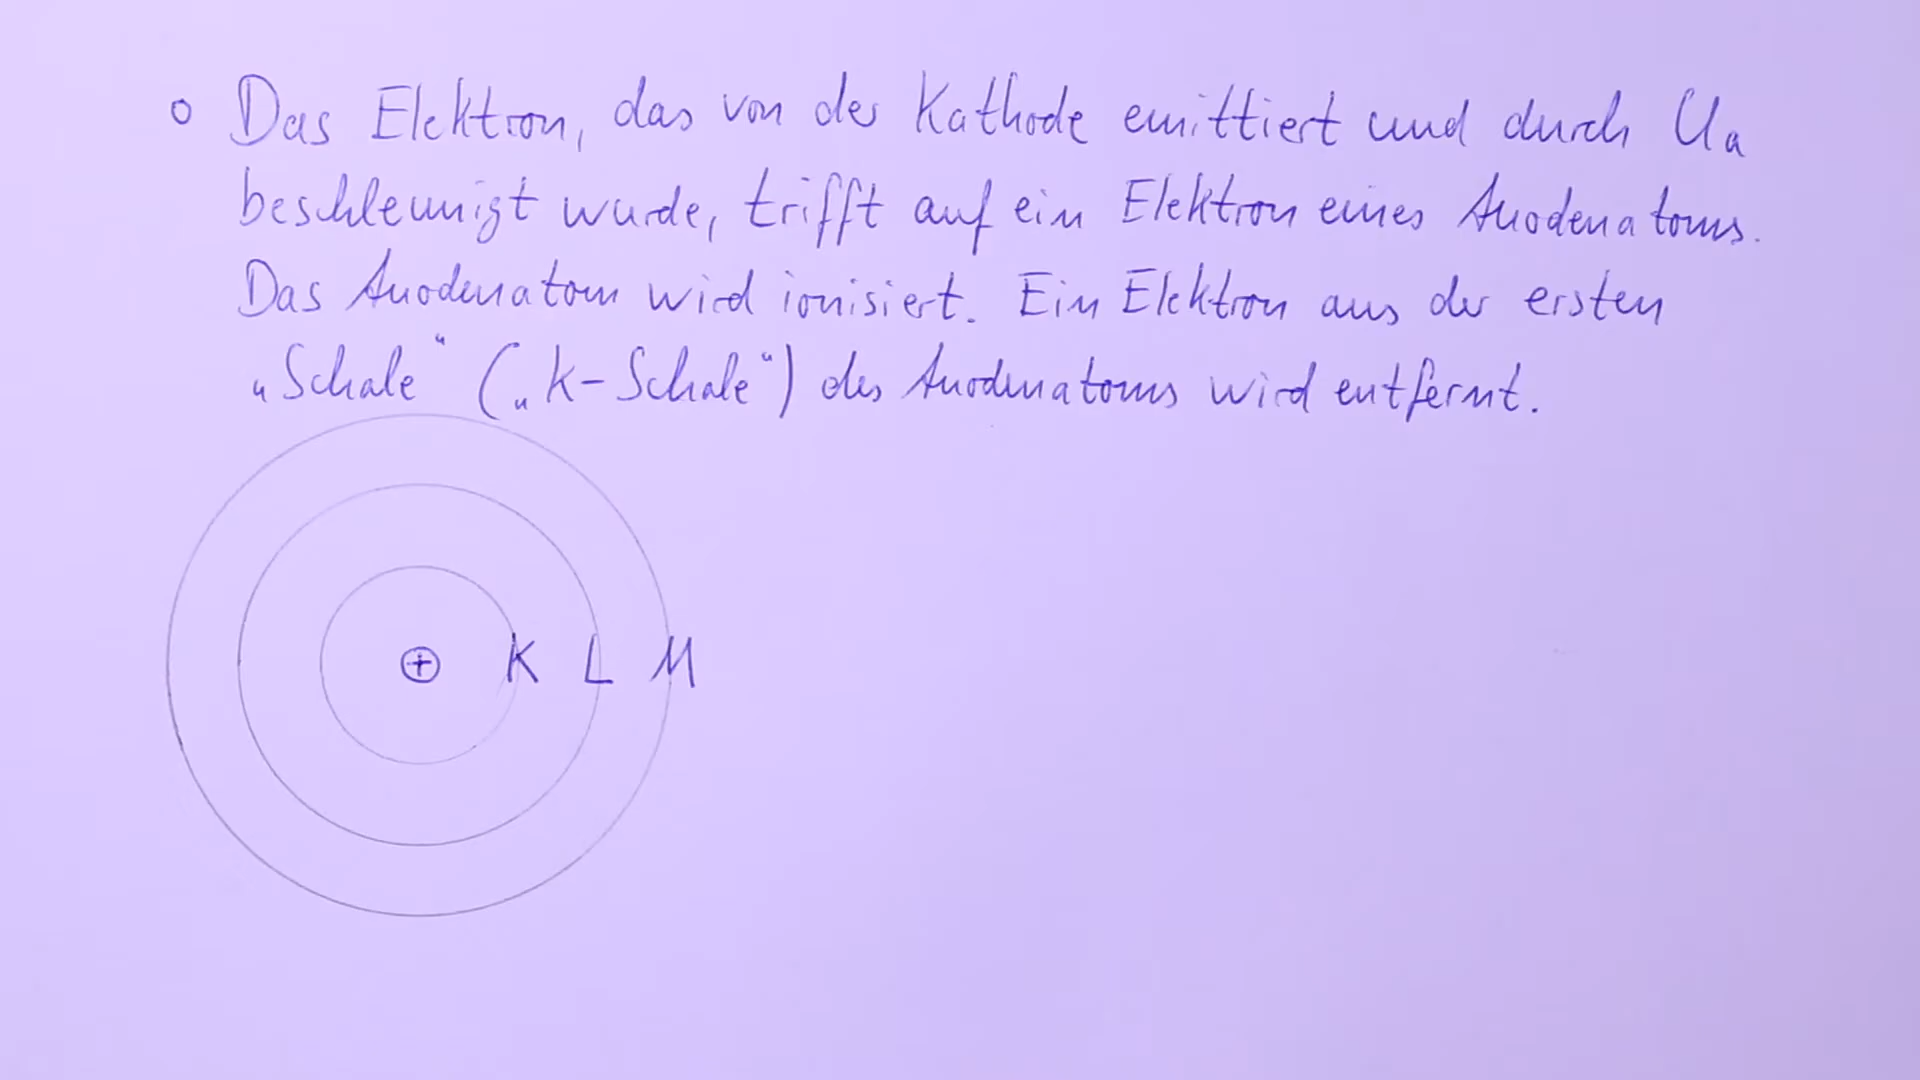 Das Elektron, das von der Kathode emittiert und durch Ua
beschleunigt wurde, trifft auf ein Elektron eines Anodenatoms.
Das Anodenatom wird ionisiert. Ein Elektron aus der ersten
„Schale“ („K-Schale“) des Anodenatoms wird entfernt.
+ K L M